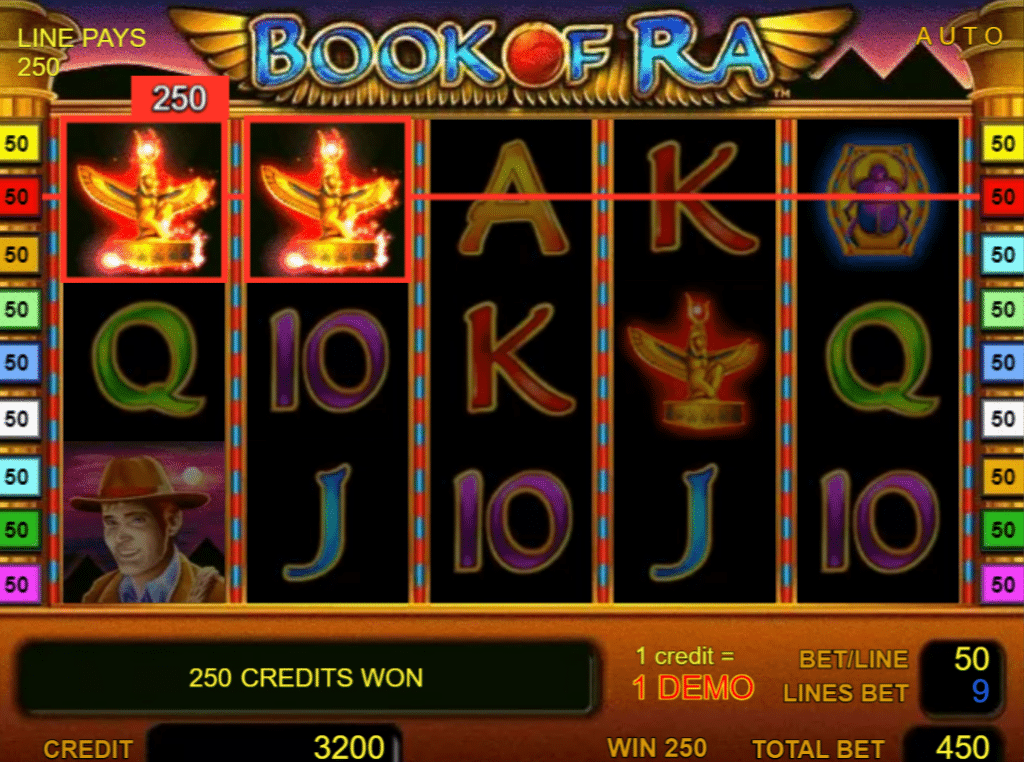 LINE PAYS
250
BOOK OF RA™
AUTO
250
50 50
50 50
50 A K 50
50 50
50 Q 10 K Q 50
50 50
50 50
50 J 10 J 10 50
50 50
250 CREDITS WON
1 credit =
1 DEMO
BET/LINE 50
LINES BET 9
CREDIT 3200
WIN 250
TOTAL BET 450